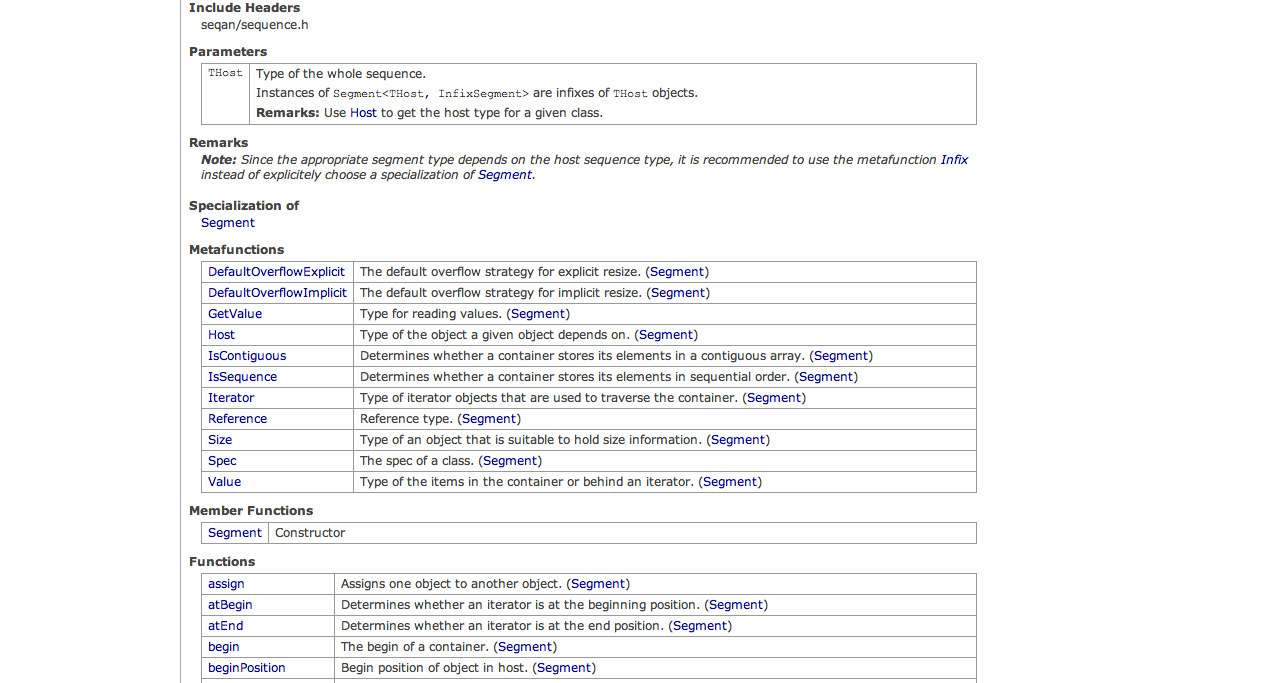 Include Headers
seqan/sequence.h
Parameters
THost Type of the whole sequence.
Instances of Segment<THost, InfixSegment> are infixes of THost objects.
Remarks: Use Host to get the host type for a given class.
Remarks
Note: Since the appropriate segment type depends on the host sequence type, it is recommended to use the metafunction Infix
instead of explicitely choose a specialization of Segment.
Specialization of
Segment
Metafunctions
DefaultOverflowExplicit The default overflow strategy for explicit resize. (Segment)
DefaultOverflowImplicit The default overflow strategy for implicit resize. (Segment)
GetValue Type for reading values. (Segment)
Host Type of the object a given object depends on. (Segment)
IsContiguous Determines whether a container stores its elements in a contiguous array. (Segment)
IsSequence Determines whether a container stores its elements in sequential order. (Segment)
Iterator Type of iterator objects that are used to traverse the container. (Segment)
Reference Reference type. (Segment)
Size Type of an object that is suitable to hold size information. (Segment)
Spec The spec of a class. (Segment)
Value Type of the items in the container or behind an iterator. (Segment)
Member Functions
Segment Constructor
Functions
assign Assigns one object to another object. (Segment)
atBegin Determines whether an iterator is at the beginning position. (Segment)
atEnd Determines whether an iterator is at the end position. (Segment)
begin The begin of a container. (Segment)
beginPosition Begin position of object in host. (Segment)